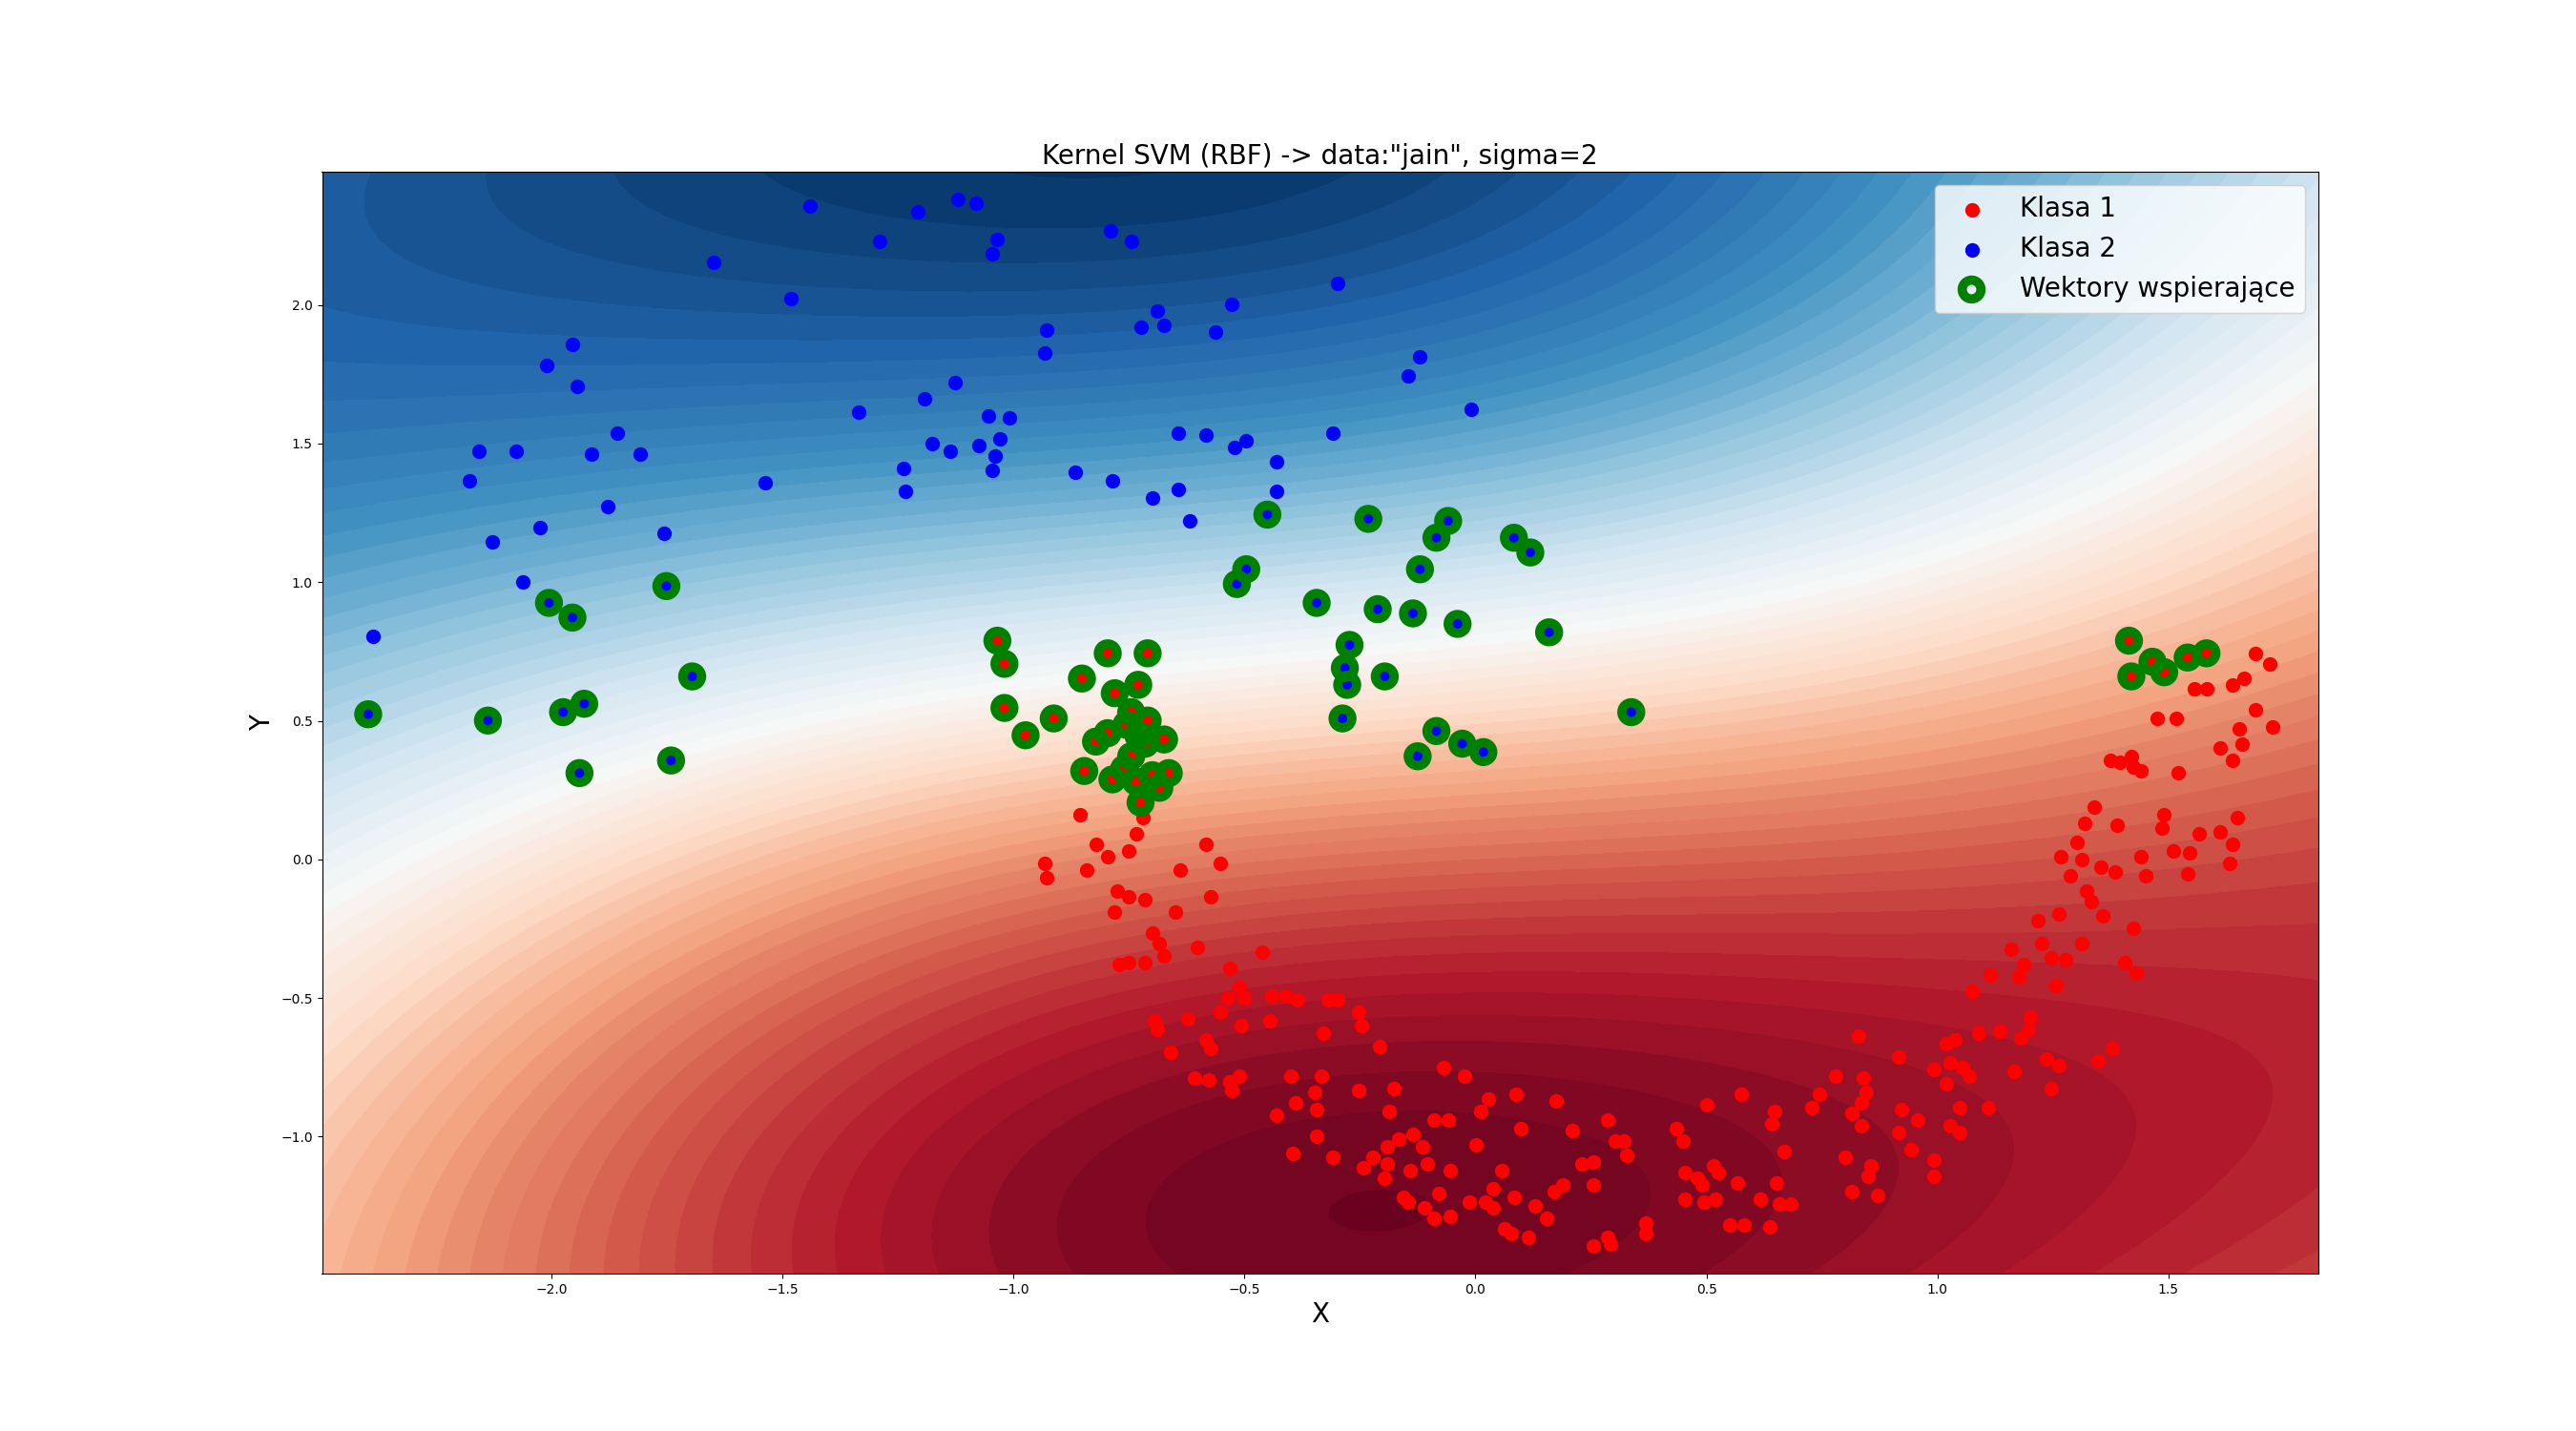 Kernel SVM (RBF) -> data:"jain", sigma=2
Klasa 1
Klasa 2
Wektory wspierające
2.0
1.5
1.0
0.5
0.0
−0.5
−1.0
Y
−2.0 −1.5 −1.0 −0.5 0.0 0.5 1.0 1.5
X